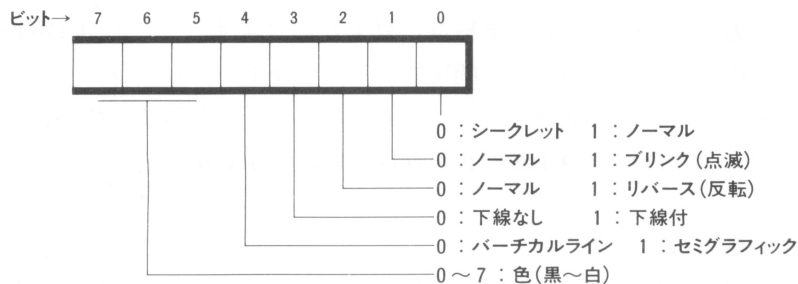 ビット→ 7 6 5 4 3 2 1 0
0：シークレット 1：ノーマル
0：ノーマル 1：ブリンク（点滅）
0：ノーマル 1：リバース（反転）
0：下線なし 1：下線付
0：バーチカルライン 1：セミグラフィック
0～7：色（黒～白）